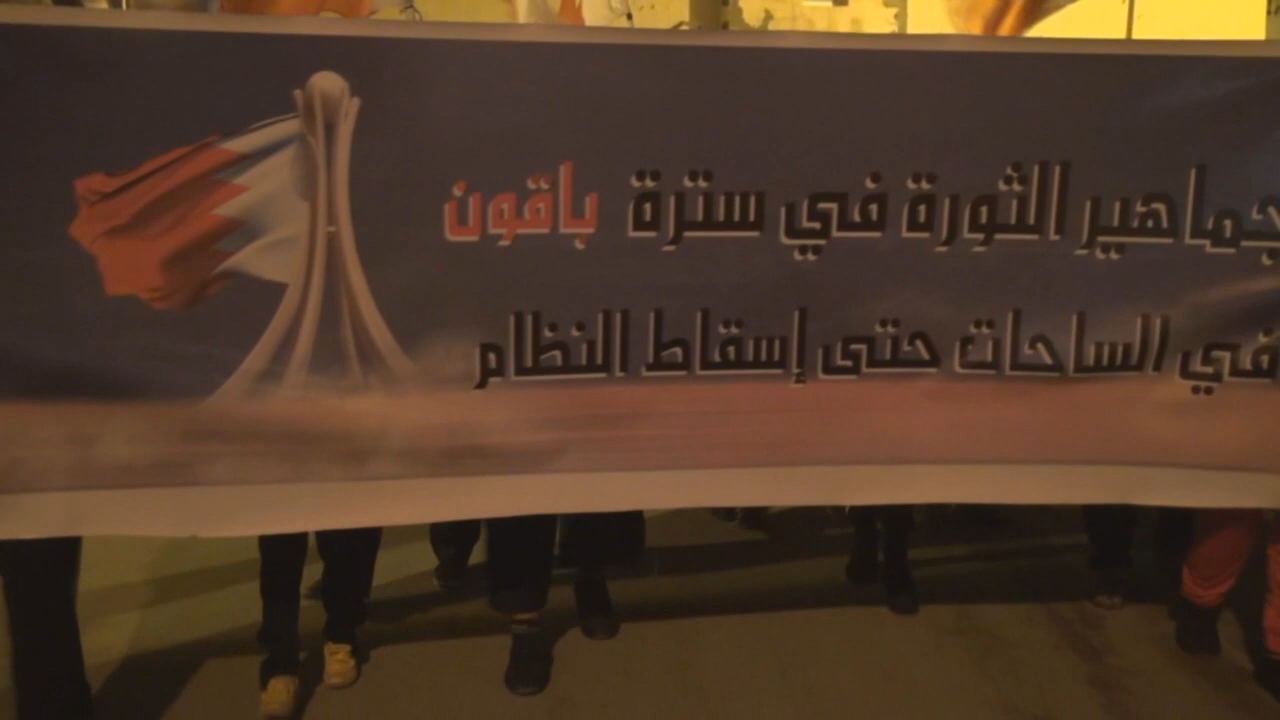 جماهير الثورة في سترة باقون
في الساحات حتى إسقاط النظام